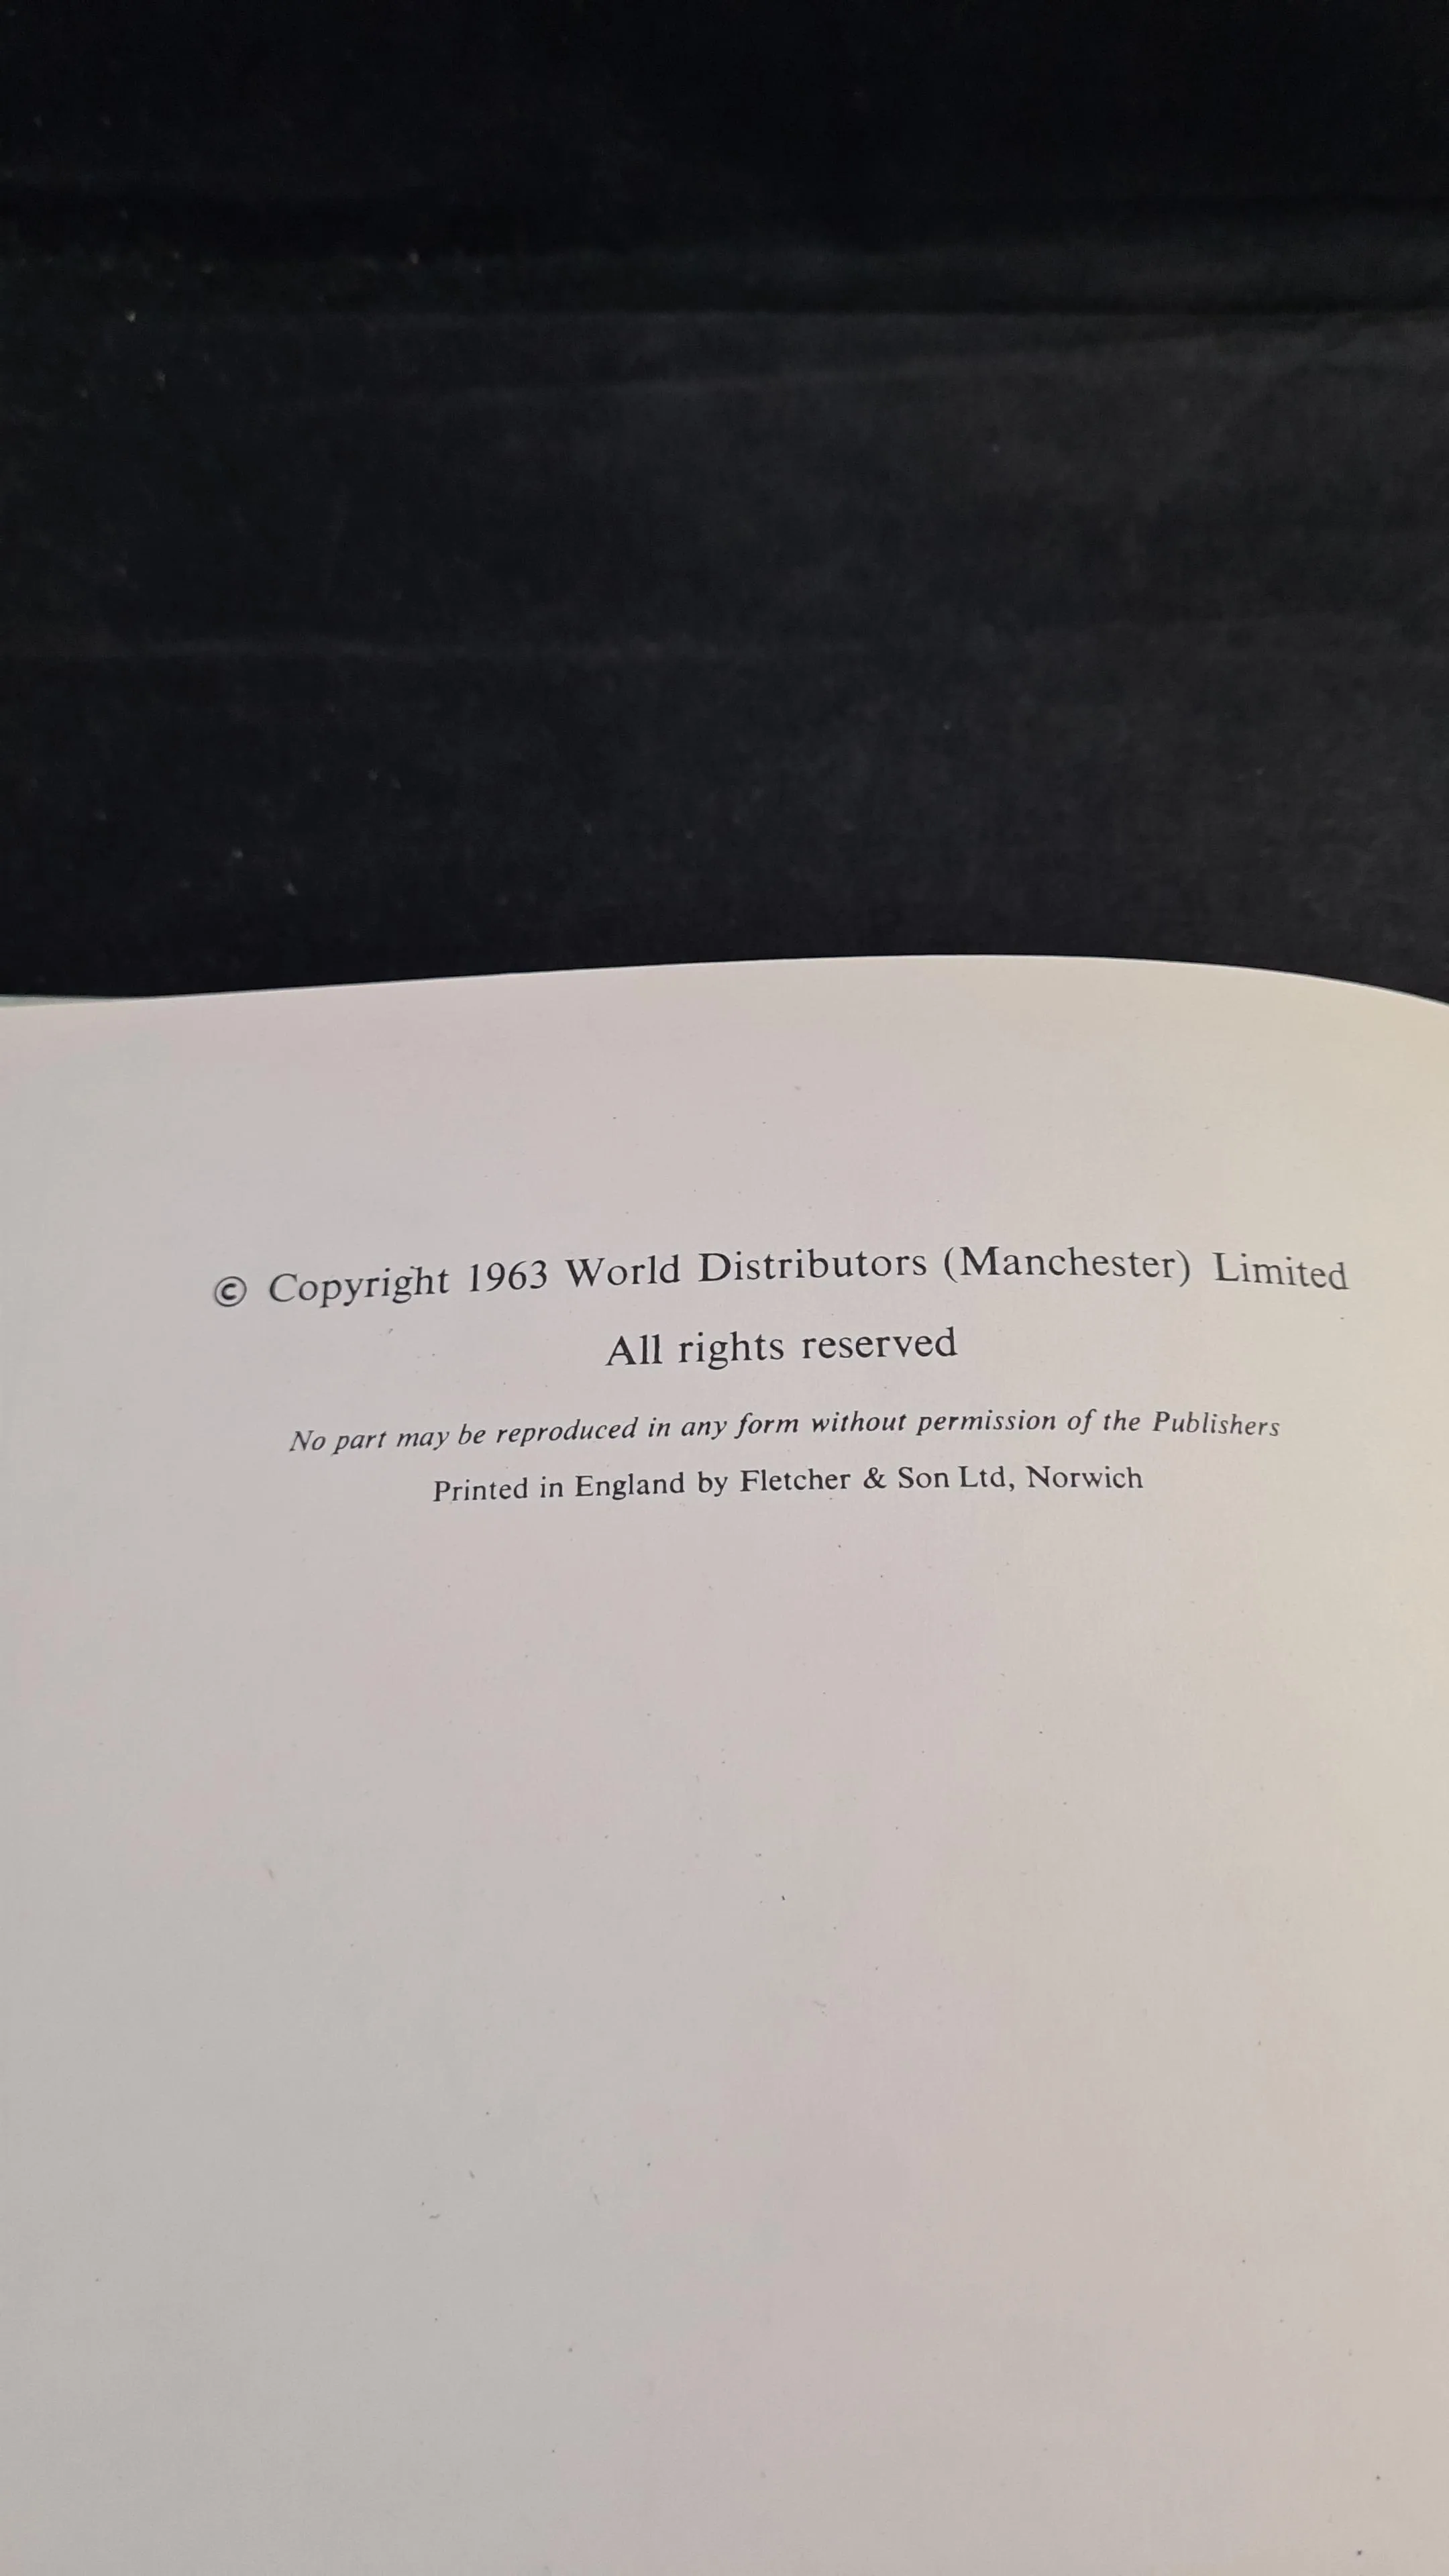 © Copyright 1963 World Distributors (Manchester) Limited
All rights reserved
No part may be reproduced in any form without permission of the Publishers
Printed in England by Fletcher & Son Ltd, Norwich